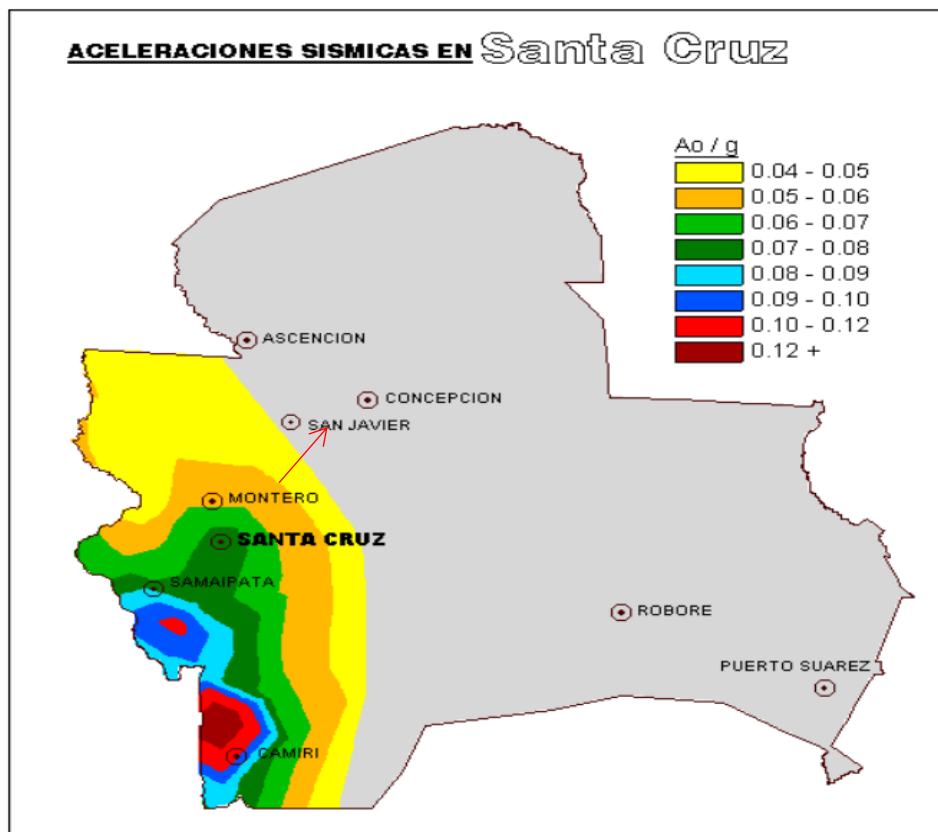 ACELERACIONES SISMICAS EN Santa Cruz
Ao / g
0.04 - 0.05
0.05 - 0.06
0.06 - 0.07
0.07 - 0.08
0.08 - 0.09
0.09 - 0.10
0.10 - 0.12
0.12 +
ASCENCION
CONCEPCION
SAN JAVIER
MONTERO
SANTA CRUZ
SAMAIPATA
ROBORE
PUERTO SUAREZ
CAMIRI